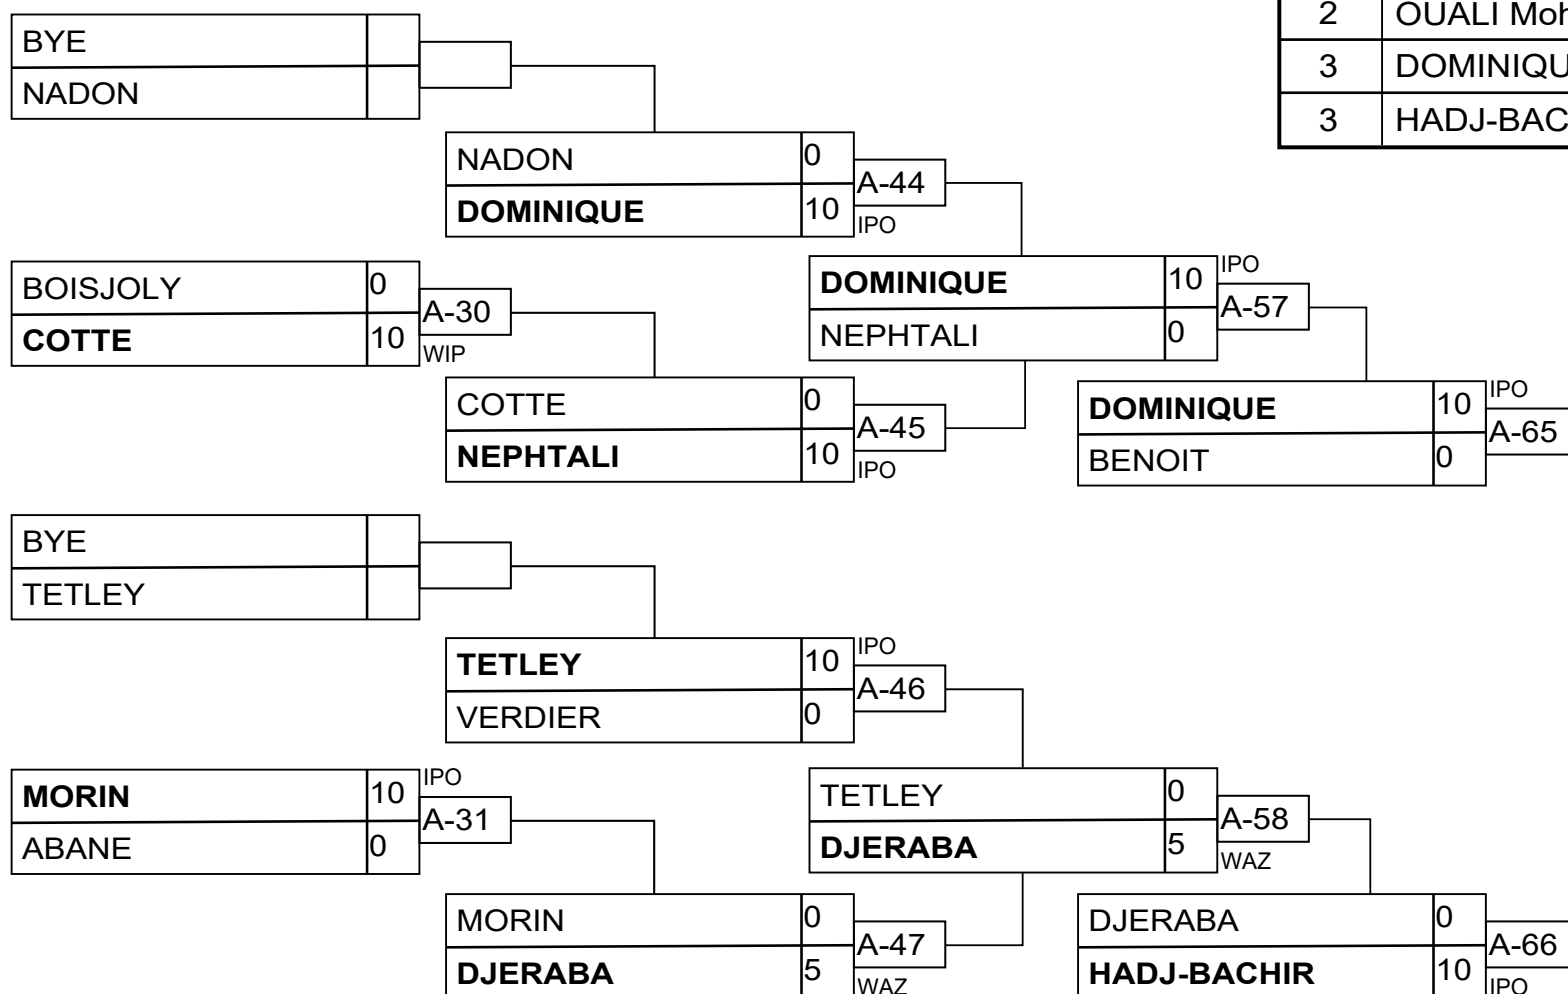 2 OUALI
3
3
BYE
NADON
NADON 0
DOMINIQUE 10
A-44
IPO
BOISJOLY 0
COTTE 10
A-30
WIP
DOMINIQUE 10
NEPHTALI 0
IPO
A-57
COTTE 0
NEPHTALI 10
A-45
IPO
DOMINIQUE 10
BENOIT 0
IPO
A-65
BYE
TETLEY
TETLEY 10
VERDIER 0
IPO
A-46
MORIN 10
ABANE 0
IPO
A-31
TETLEY 0
DJERABA 5
A-58
WAZ
MORIN 0
DJERABA 5
A-47
WAZ
DJERABA 0
HADJ-BACHIR 10
A-66
IPO